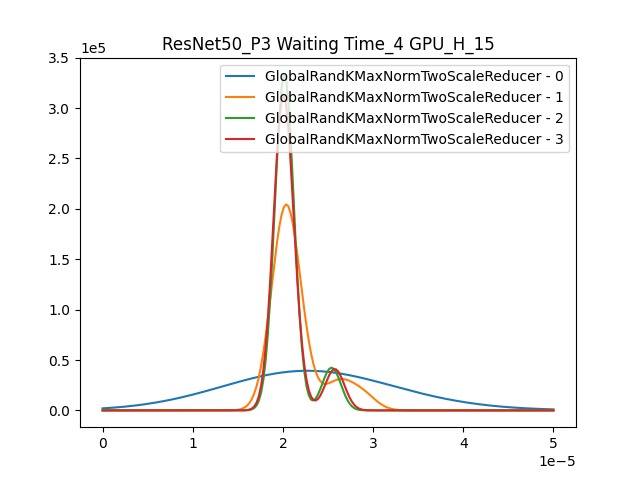 ResNet50_P3 Waiting Time_4 GPU_H_15
1e5
GlobalRandKMaxNormTwoScaleReducer - 0
GlobalRandKMaxNormTwoScaleReducer - 1
GlobalRandKMaxNormTwoScaleReducer - 2
GlobalRandKMaxNormTwoScaleReducer - 3
3.5
3.0
2.5
2.0
1.5
1.0
0.5
0.0
0 1 2 3 4 5
1e−5